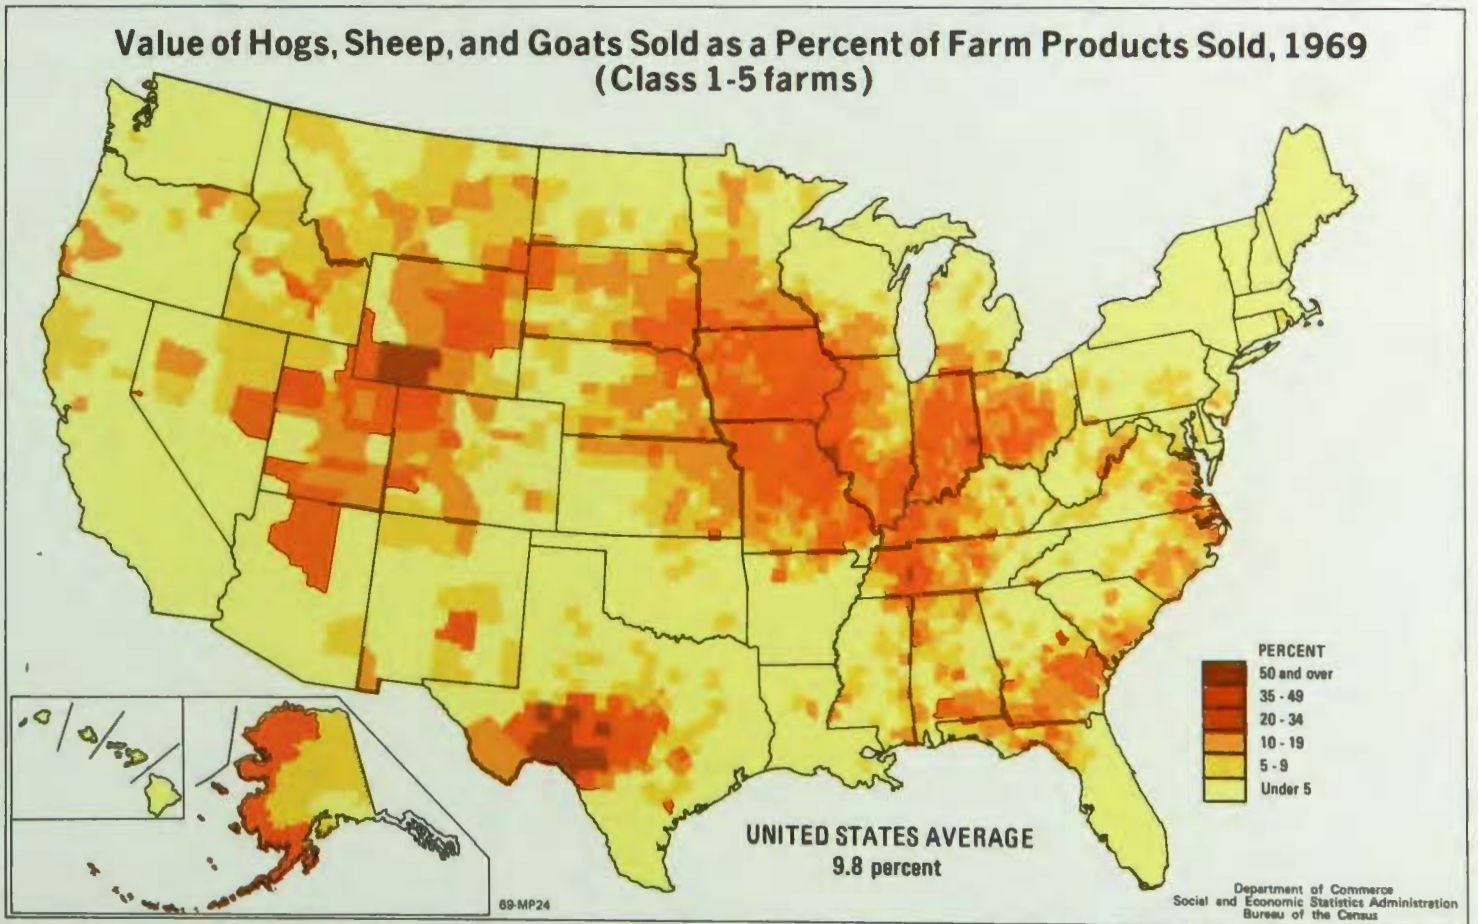 Value of Hogs, Sheep, and Goats Sold as a Percent of Farm Products Sold, 1969
(Class 1-5 farms)
PERCENT
50 and over
35 - 49
20 - 34
10 - 19
5 - 9
Under 5
UNITED STATES AVERAGE
9.8 percent
69-MP24
Department of Commerce
Social and Economic Statistics Administration
Bureau of the Census